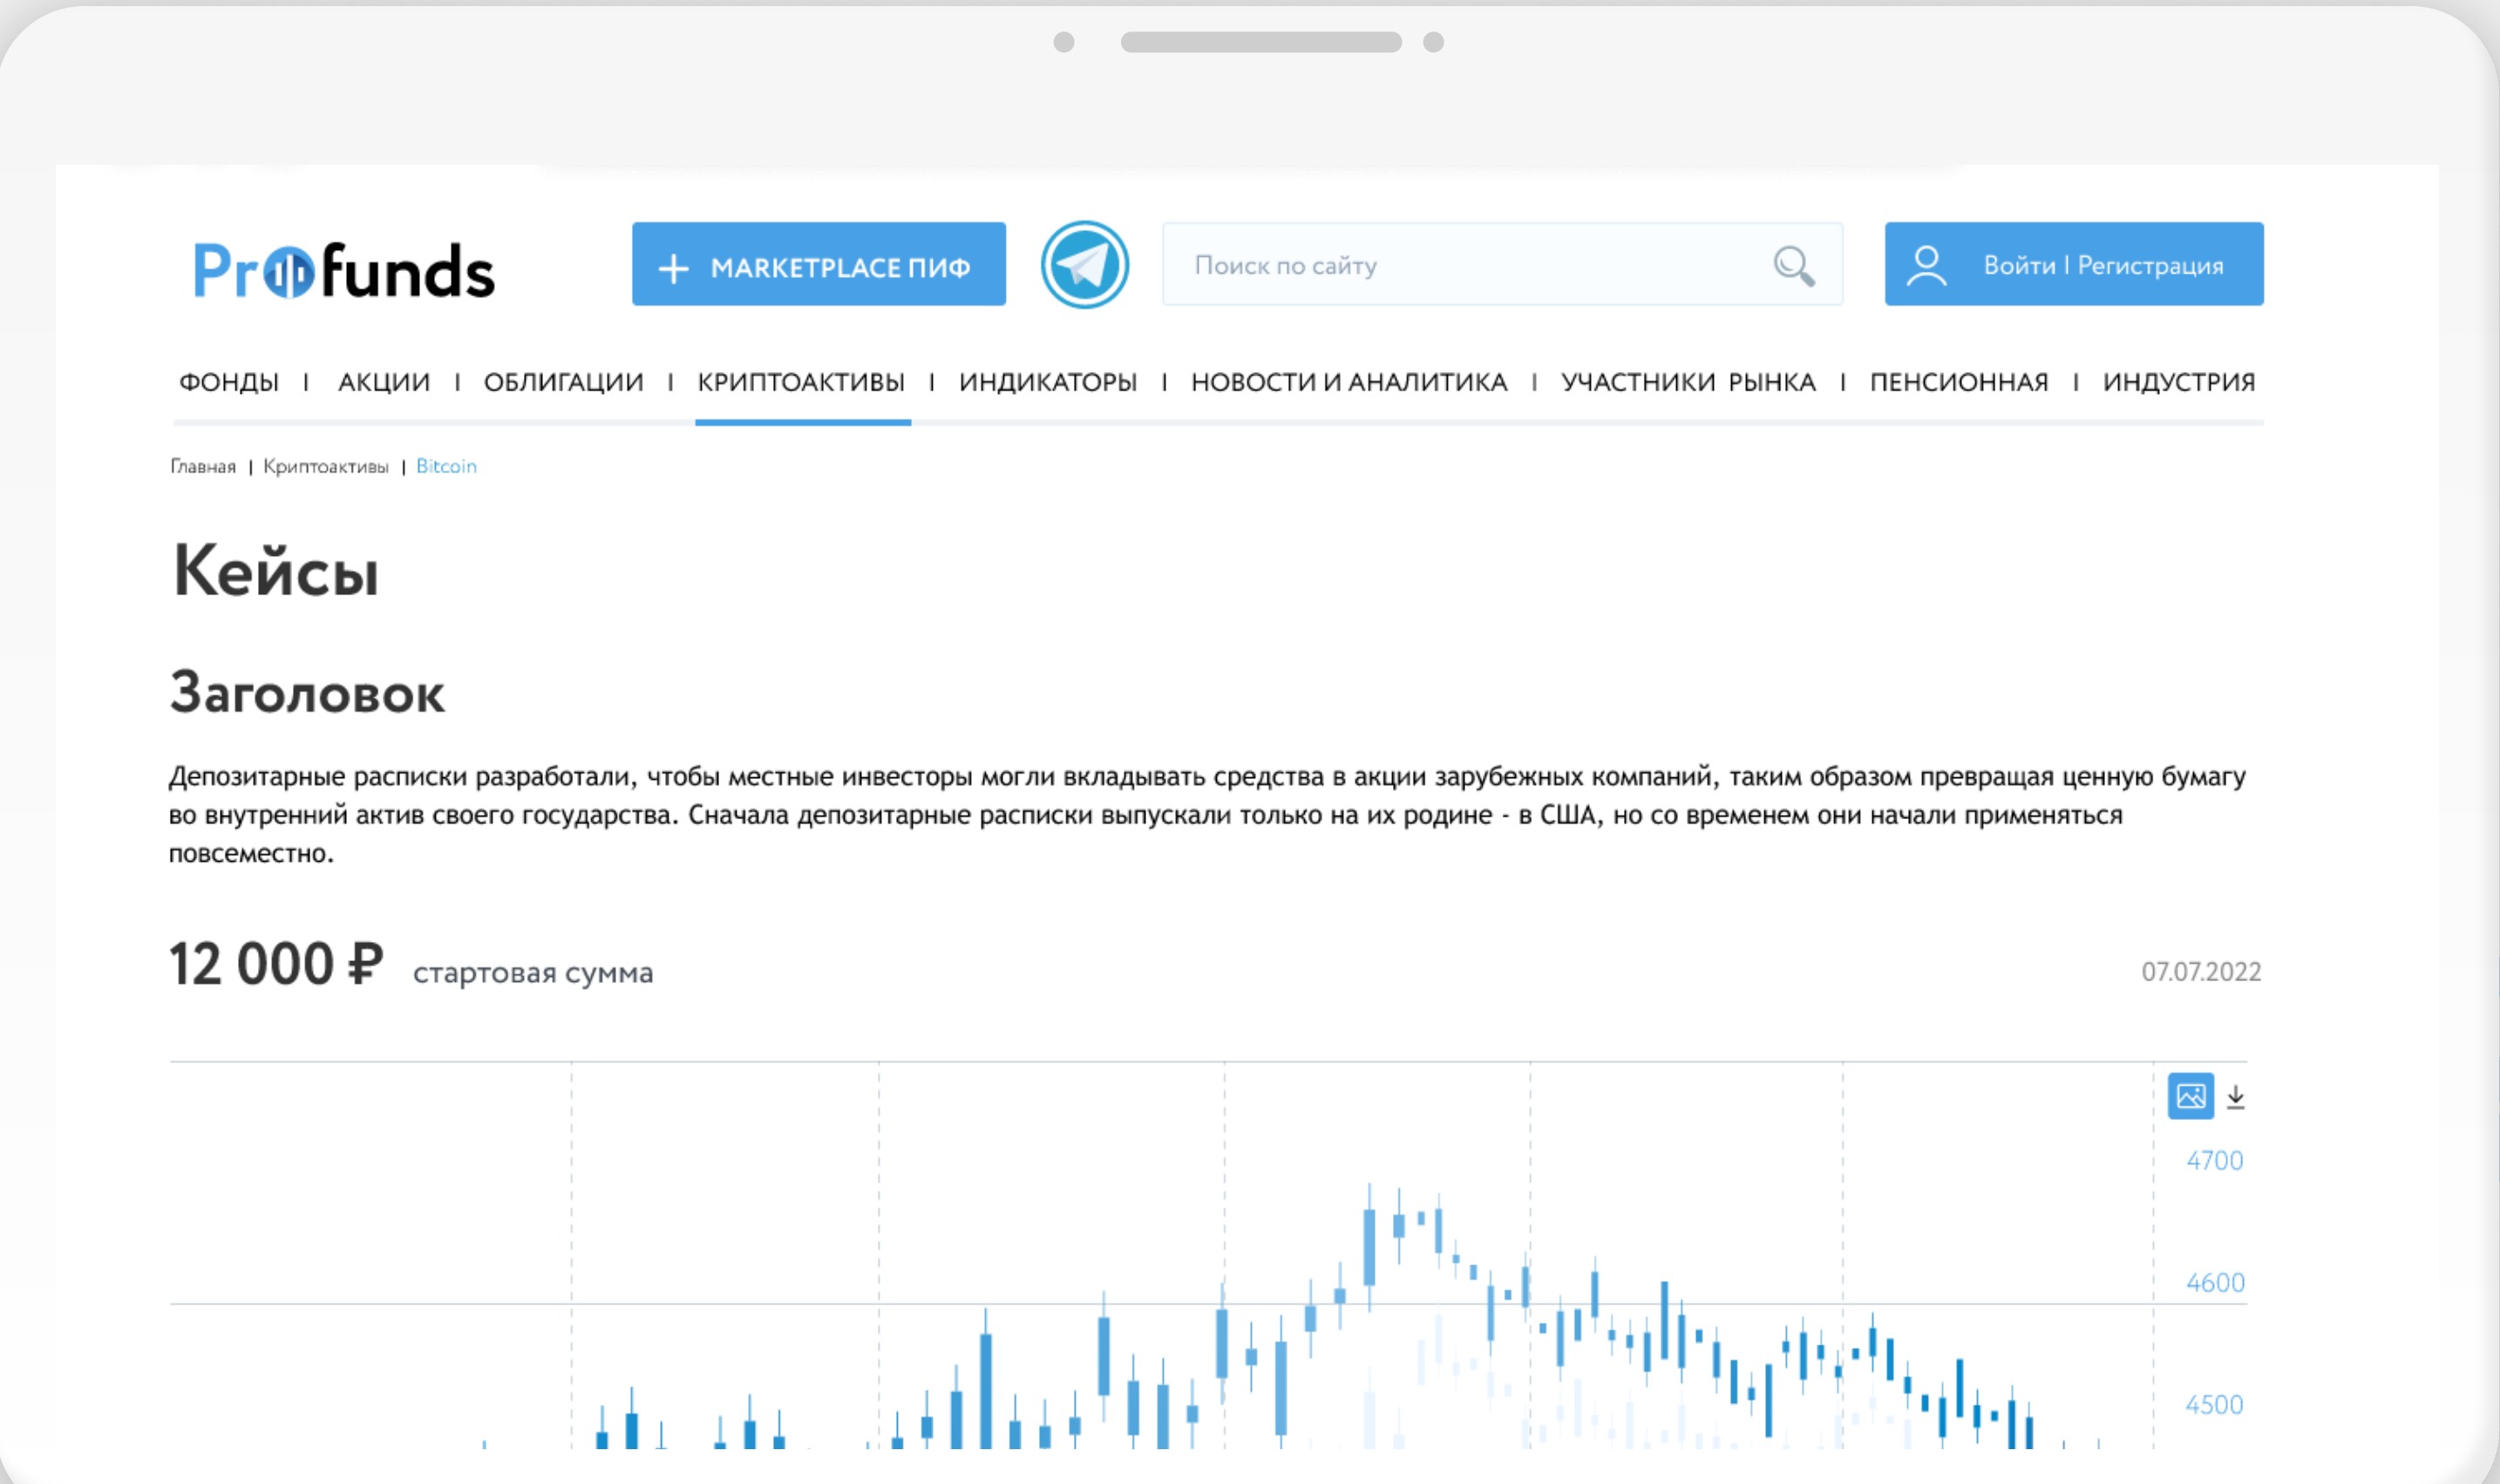 Profunds
+ MARKETPLACE ПИФ
Поиск по сайту
Войти | Регистрация
ФОНДЫ | АКЦИИ | ОБЛИГАЦИИ | КРИПТОАКТИВЫ | ИНДИКАТОРЫ | НОВОСТИ И АНАЛИТИКА | УЧАСТНИКИ РЫНКА | ПЕНСИОННАЯ | ИНДУСТРИЯ
Главная | Криптоактивы | Bitcoin
Кейсы
Заголовок
Депозитарные расписки разработали, чтобы местные инвесторы могли вкладывать средства в акции зарубежных компаний, таким образом превращая ценную бумагу
во внутренний актив своего государства. Сначала депозитарные расписки выпускали только на их родине - в США, но со временем они начали применяться
повсеместно.
12 000 ₽ стартовая сумма
07.07.2022
4700
4600
4500